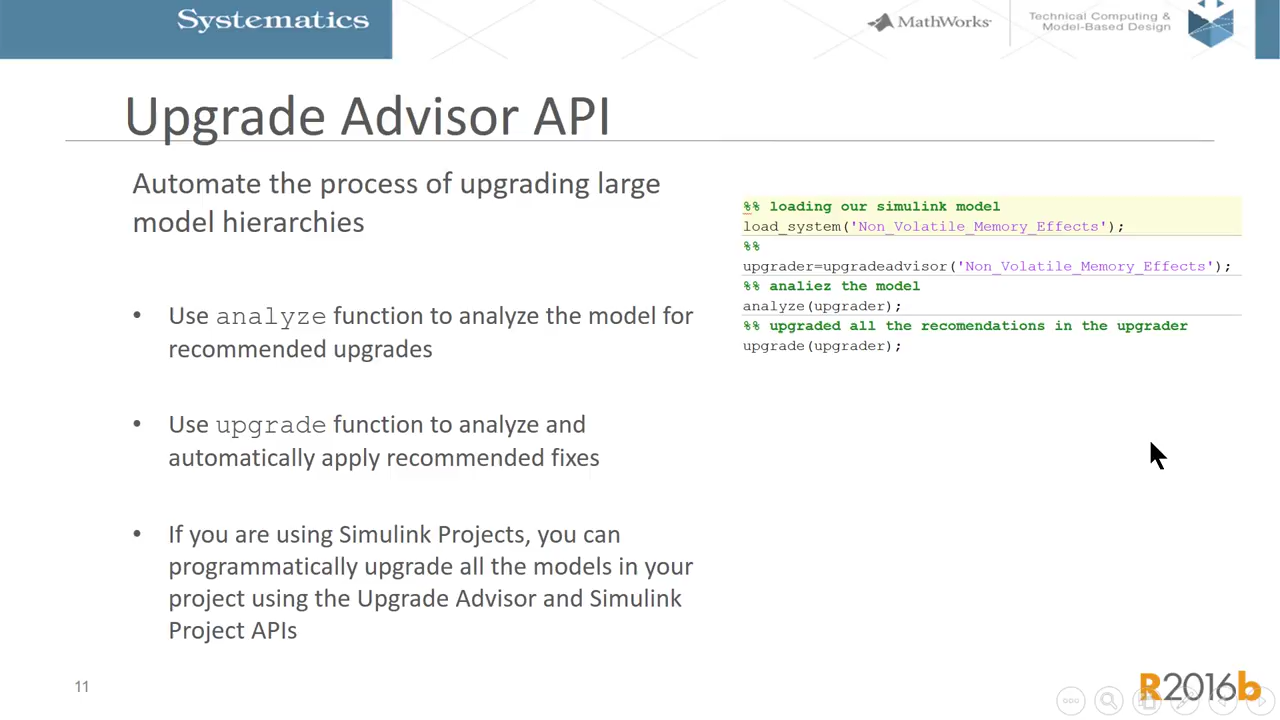 Systematics
MathWorks
Technical Computing &
Model-Based Design
Upgrade Advisor API
Automate the process of upgrading large
model hierarchies
• Use analyze function to analyze the model for
recommended upgrades
• Use upgrade function to analyze and
automatically apply recommended fixes
• If you are using Simulink Projects, you can
programmatically upgrade all the models in your
project using the Upgrade Advisor and Simulink
Project APIs
%% loading our simulink model
load_system('Non_Volatile_Memory_Effects');
%%
upgrader=upgradeadvisor('Non_Volatile_Memory_Effects');
%% analiez the model
analyze(upgrader);
%% upgraded all the recomendations in the upgrader
upgrade(upgrader);
11
R2016b